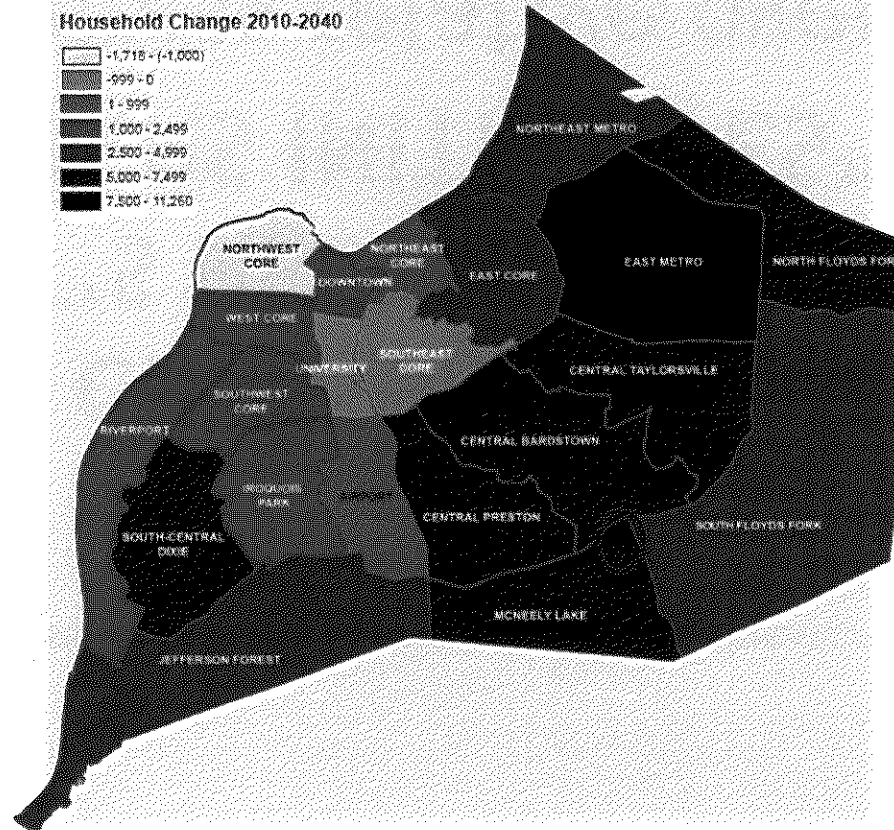 Household Change 2010-2040
-1,718 - (-1,000)
-999 - 0
1 - 999
1,000 - 2,499
2,500 - 4,999
5,000 - 7,499
7,500 - 11,260
NORTHEAST METRO
NORTHWEST
CORE
NORTHEAST
CORE
DOWNTOWN
EAST CORE
EAST METRO
NORTH FLOYDS FOR
WEST CORE
UNIVERSITY
SOUTHEAST
CORE
CENTRAL TAYLORSVILLE
SOUTHWEST
CORE
RIVERPORT
CENTRAL BARDSTOWN
IROQUOIS
PARK
CENTRAL PRESTON
SOUTH FLOYDS FORK
SOUTH-CENTRAL
DIXIE
MCNEELY LAKE
JEFFERSON FOREST